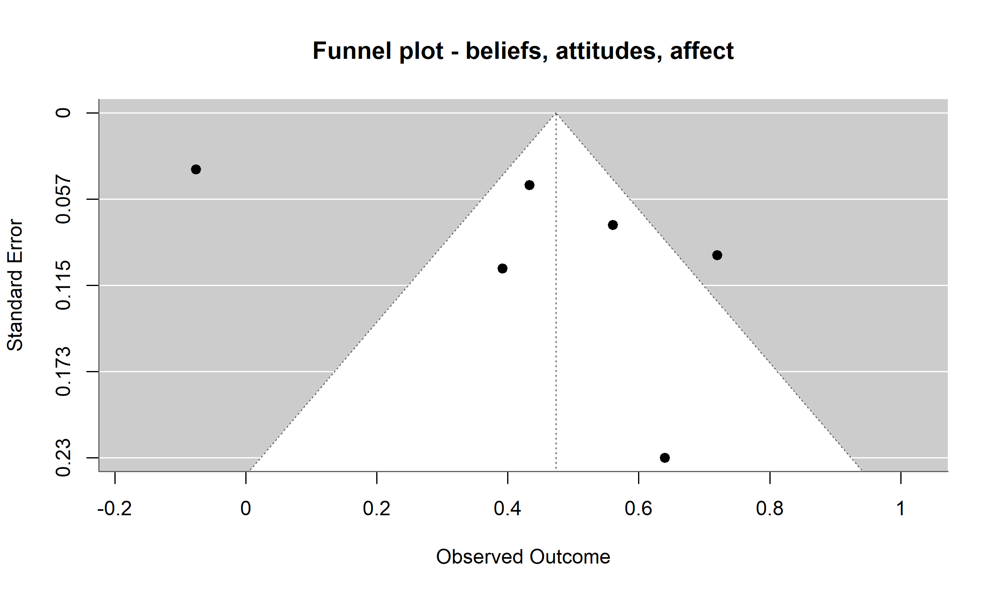 Funnel plot - beliefs, attitudes, affect
Standard Error
0
0.057
0.115
0.173
0.23
-0.2 0 0.2 0.4 0.6 0.8 1
Observed Outcome